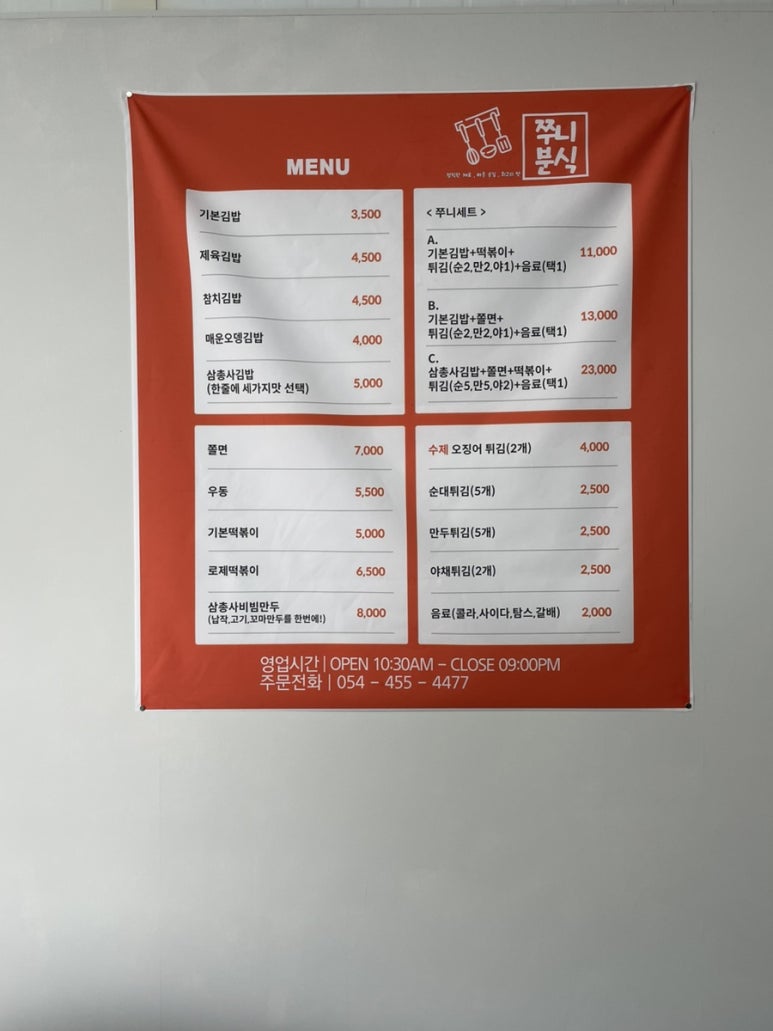 MENU
쭈니
분식
기본김밥 3,500
제육김밥 4,500
참치김밥 4,500
매운오뎅김밥 4,000
삼총사김밥 5,000
(한줄에 세가지맛 선택)
< 쭈니세트 >
A.
기본김밥+떡볶이+
튀김(순2,만2,야1)+음료(택1) 11,000
B.
기본김밥+쫄면+
튀김(순2,만2,야1)+음료(택1) 13,000
C.
삼총사김밥+쫄면+떡볶이+
튀김(순5,만5,야2)+음료(택1) 23,000
쫄면 7,000
우동 5,500
기본떡볶이 5,000
로제떡볶이 6,500
삼총사비빔만두 8,000
(납작,고기,꼬마만두를 한번에!)
수제 오징어 튀김(2개) 4,000
순대튀김(5개) 2,500
만두튀김(5개) 2,500
야채튀김(2개) 2,500
음료(콜라,사이다,탐스,갈배) 2,000
영업시간 | OPEN 10:30AM - CLOSE 09:00PM
주문전화 | 054 - 455 - 4477